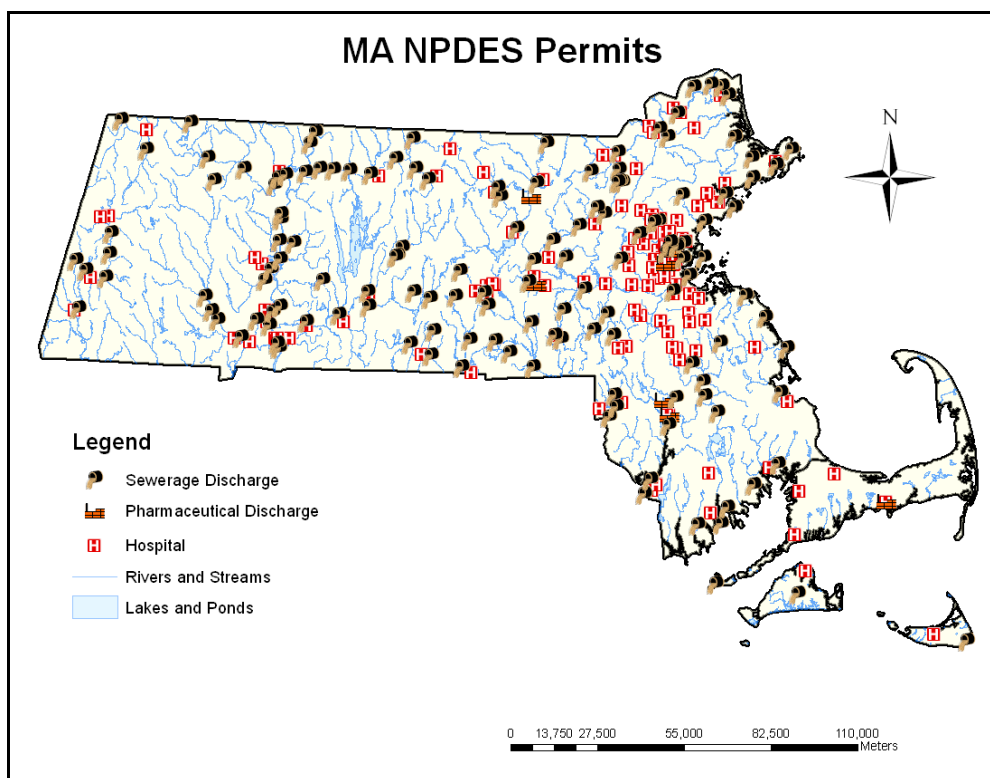 MA NPDES Permits
N
Legend
Sewerage Discharge
Pharmaceutical Discharge
Hospital
Rivers and Streams
Lakes and Ponds
0 13,750 27,500 55,000 82,500 110,000
Meters